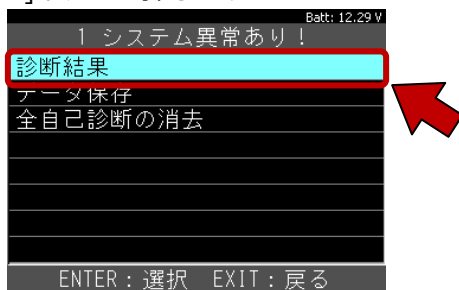 Batt: 12.29 V
1 システム異常あり！
診断結果
データ保存
全自己診断の消去
ENTER：選択 EXIT：戻る